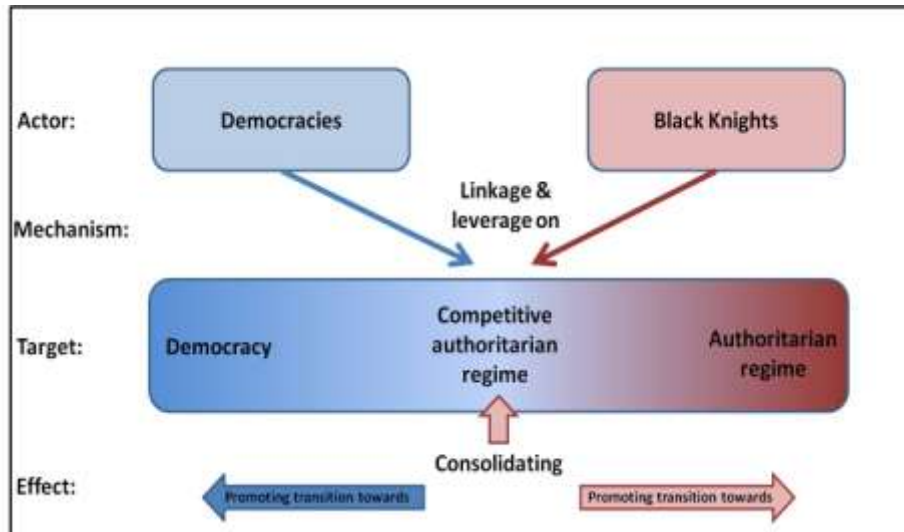 Actor:
Democracies
Black Knights
Mechanism:
Linkage &
leverage on
Target:
Democracy
Competitive
authoritarian
regime
Authoritarian
regime
Effect:
Consolidating
Promoting transition towards
Promoting transition towards